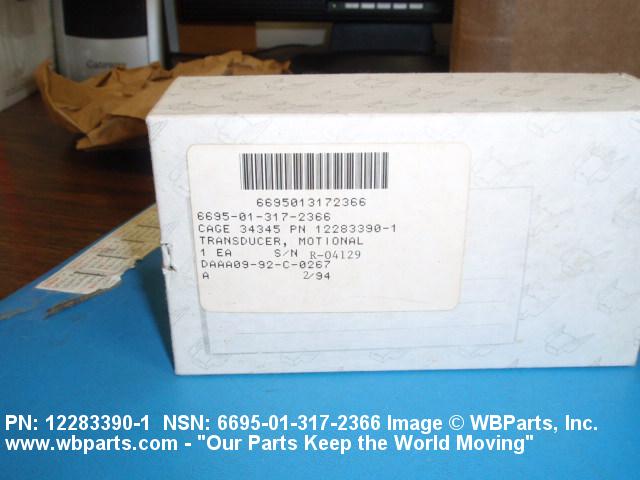 Gateway
6695013172366
6695-01-317-2366
CAGE 34345 PN 12283390-1
TRANSDUCER, MOTIONAL
1 EA S/N R-04129
DAAA09-92-C-0267
A 2/94
PN: 12283390-1 NSN: 6695-01-317-2366 Image © WBParts, Inc.
www.wbparts.com - "Our Parts Keep the World Moving"